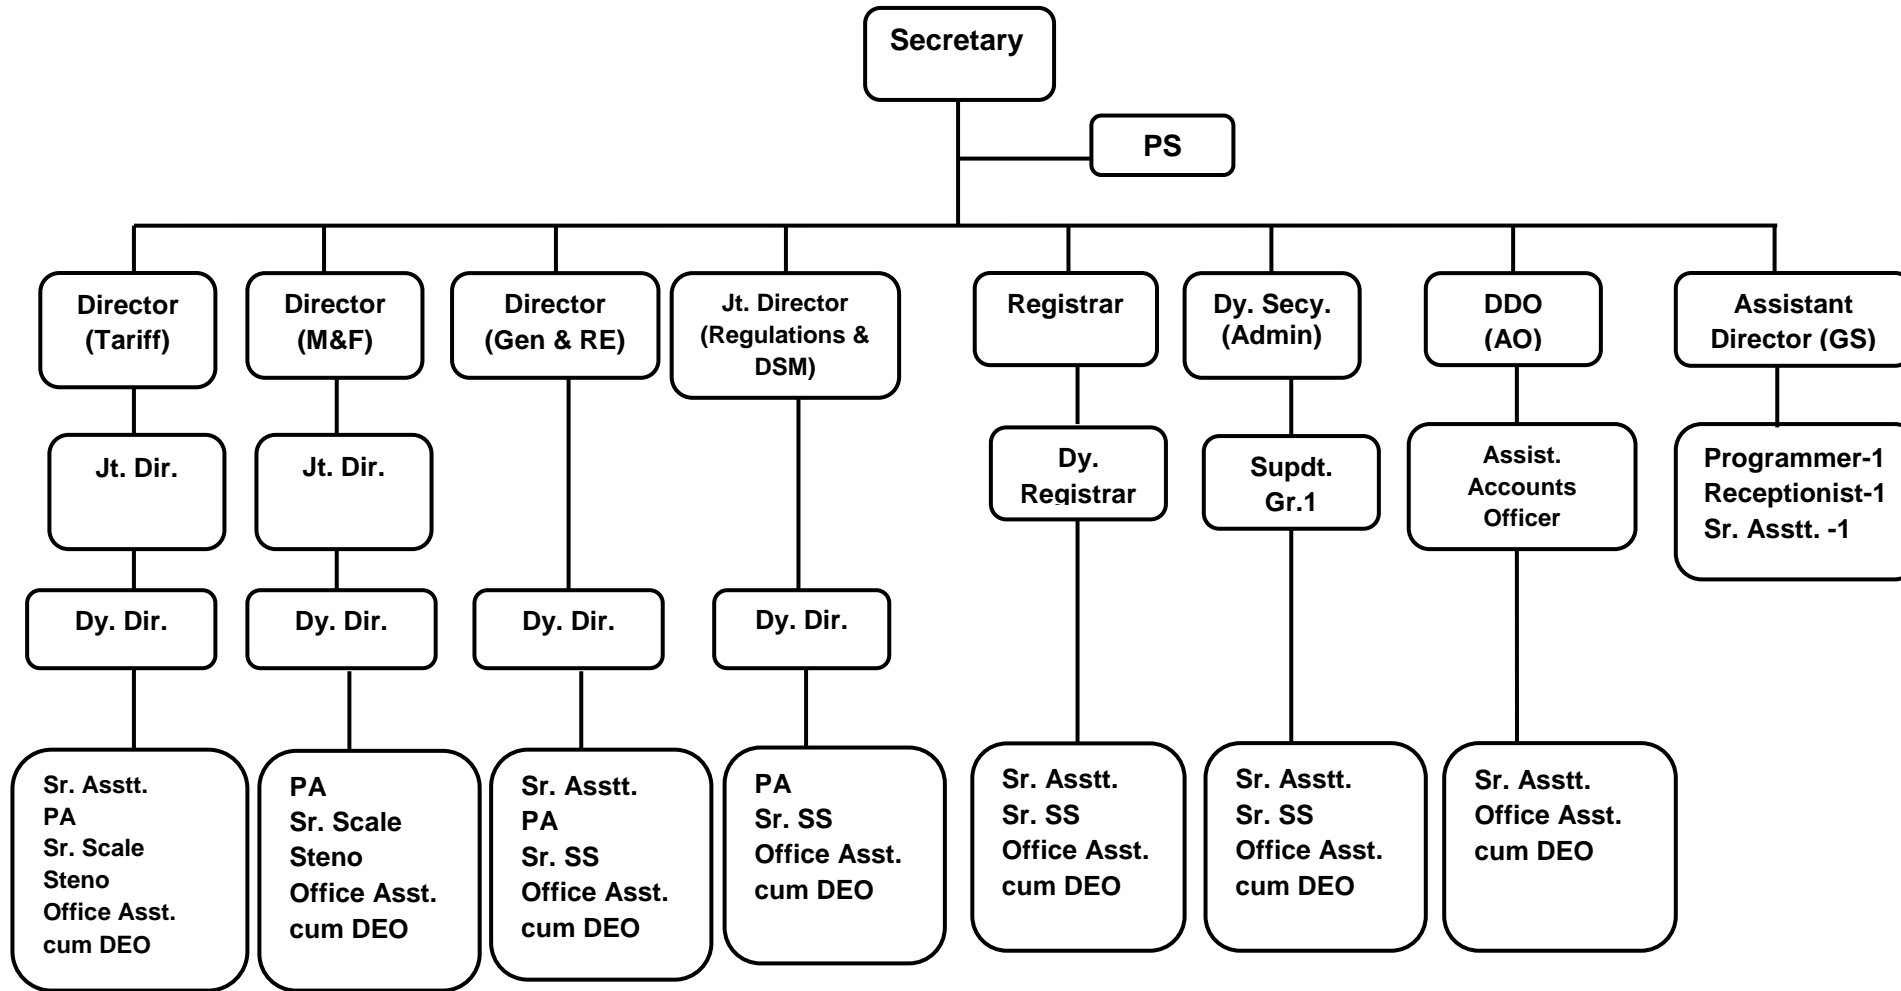 Secretary
PS
Director
(Tariff)
Director
(M&F)
Director
(Gen & RE)
Jt. Director
(Regulations &
DSM)
Registrar
Dy. Secy.
(Admin)
DDO
(AO)
Assistant
Director (GS)
Jt. Dir.
Jt. Dir.
Dy.
Registrar
Supdt.
Gr.1
Assist.
Accounts
Officer
Programmer-1
Receptionist-1
Sr. Asstt. -1
Dy. Dir.
Dy. Dir.
Dy. Dir.
Dy. Dir.
Sr. Asstt.
PA
Sr. Scale
Steno
Office Asst.
cum DEO
PA
Sr. Scale
Steno
Office Asst.
cum DEO
Sr. Asstt.
PA
Sr. SS
Office Asst.
cum DEO
PA
Sr. SS
Office Asst.
cum DEO
Sr. Asstt.
Sr. SS
Office Asst.
cum DEO
Sr. Asstt.
Sr. SS
Office Asst.
cum DEO
Sr. Asstt.
Office Asst.
cum DEO